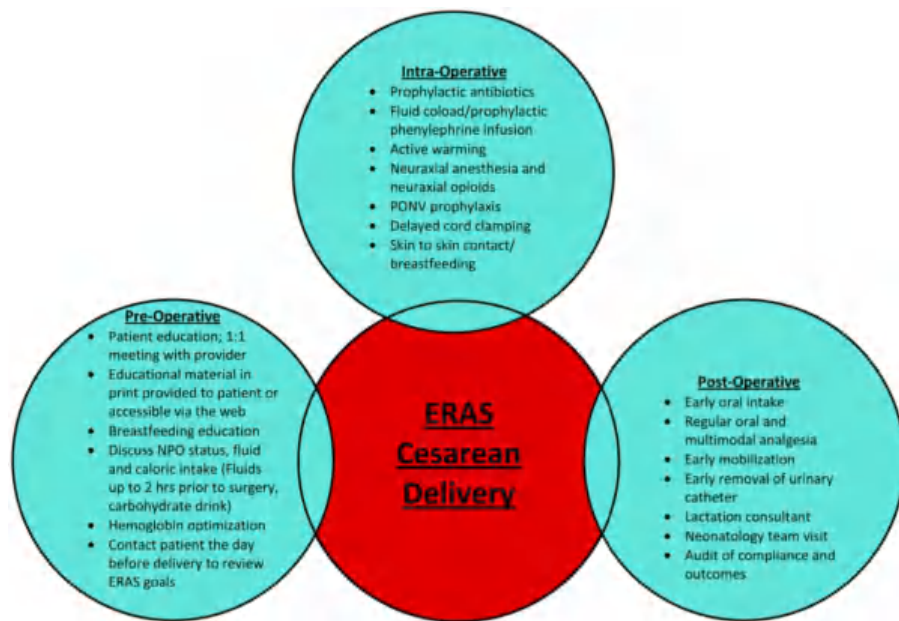 Intra-Operative
• Prophylactic antibiotics
• Fluid coload/prophylactic
phenylephrine infusion
• Active warming
• Neuraxial anesthesia and
neuraxial opioids
• PONV prophylaxis
• Delayed cord clamping
• Skin to skin contact/
breastfeeding
Pre-Operative
• Patient education; 1:1
meeting with provider
• Educational material in
print provided to patient or
accessible via the web
• Breastfeeding education
• Discuss NPO status, fluid
and caloric intake (Fluids
up to 2 hrs prior to surgery,
carbohydrate drink)
• Hemoglobin optimization
• Contact patient the day
before delivery to review
ERAS goals
ERAS
Cesarean
Delivery
Post-Operative
• Early oral intake
• Regular oral and
multimodal analgesia
• Early mobilization
• Early removal of urinary
catheter
• Lactation consultant
• Neonatology team visit
• Audit of compliance and
outcomes